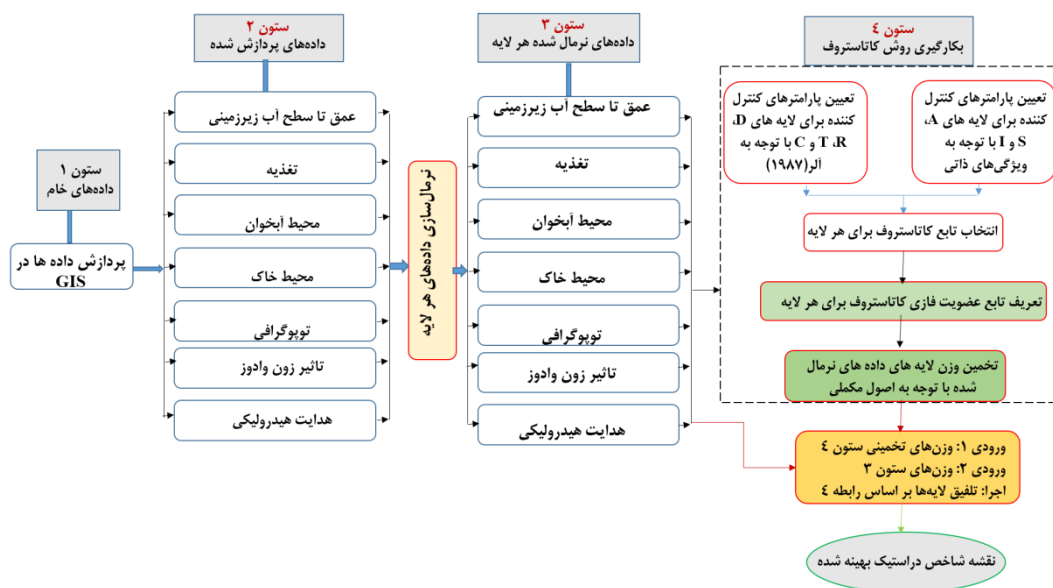 ستون ۱
داده‌های خام
پردازش داده ها در
GIS
ستون ۲
داده‌های پردازش شده
عمق تا سطح آب زیرزمینی
تغذیه
محیط آبخوان
محیط خاک
توپوگرافی
تاثیر زون وادوز
هدایت هیدرولیکی
نرمال‌سازی داده‌های هر لایه
ستون ۳
داده‌های نرمال شده هر لایه
عمق تا سطح آب زیرزمینی
تغذیه
محیط آبخوان
محیط خاک
توپوگرافی
تاثیر زون وادوز
هدایت هیدرولیکی
ستون ٤
بکارگیری روش کاتاستروف
تعیین پارامترهای کنترل
کننده برای لایه های A،
S و I با توجه به
ویژگی‌های ذاتی
تعیین پارامترهای کنترل
کننده برای لایه های D،
R، T و C با توجه به
آلر(۱۹۸۷)
انتخاب تابع کاتاستروف برای هر لایه
تعریف تابع عضویت فازی کاتاستروف برای هر لایه
تخمین وزن لایه های داده های نرمال
شده با توجه به اصول مکملی
ورودی ۱: وزن‌های تخمینی ستون ٤
ورودی ۲: وزن‌های ستون ۳
اجرا: تلفیق لایه‌ها بر اساس رابطه ٤
نقشه شاخص دراستیک بهینه شده